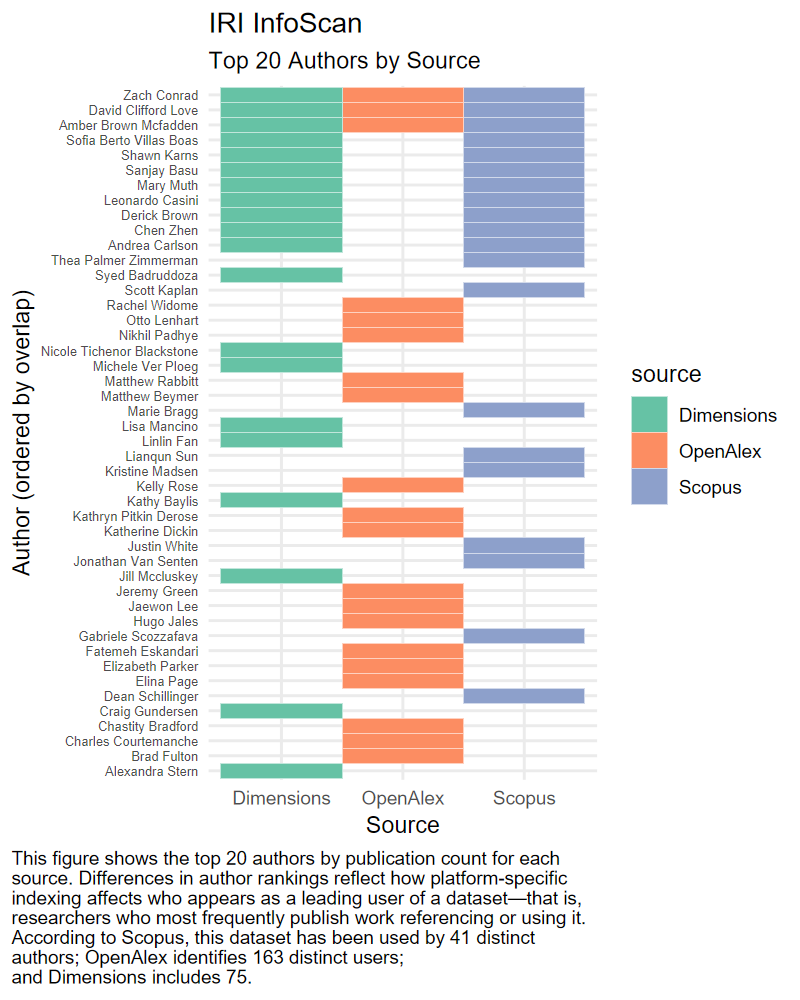 IRI InfoScan
Top 20 Authors by Source
Zach Conrad
David Clifford Love
Amber Brown Mcfadden
Sofia Berto Villas Boas
Shawn Karns
Sanjay Basu
Mary Muth
Leonardo Casini
Derick Brown
Chen Zhen
Andrea Carlson
Thea Palmer Zimmerman
Syed Badruddoza
Scott Kaplan
Rachel Widome
Otto Lenhart
Nikhil Padhye
Nicole Tichenor Blackstone
Michele Ver Ploeg
Matthew Rabbitt
Matthew Beymer
Marie Bragg
Lisa Mancino
Linlin Fan
Lianqun Sun
Kristine Madsen
Kelly Rose
Kathy Baylis
Kathryn Pitkin Derose
Katherine Dickin
Justin White
Jonathan Van Senten
Jill Mccluskey
Jeremy Green
Jaewon Lee
Hugo Jales
Gabriele Scozzafava
Fatemeh Eskandari
Elizabeth Parker
Elina Page
Dean Schillinger
Craig Gundersen
Chastity Bradford
Charles Courtemanche
Brad Fulton
Alexandra Stern
Author (ordered by overlap)
Dimensions OpenAlex Scopus
Source
source
Dimensions
OpenAlex
Scopus
This figure shows the top 20 authors by publication count for each
source. Differences in author rankings reflect how platform-specific
indexing affects who appears as a leading user of a dataset—that is,
researchers who most frequently publish work referencing or using it.
According to Scopus, this dataset has been used by 41 distinct
authors; OpenAlex identifies 163 distinct users;
and Dimensions includes 75.